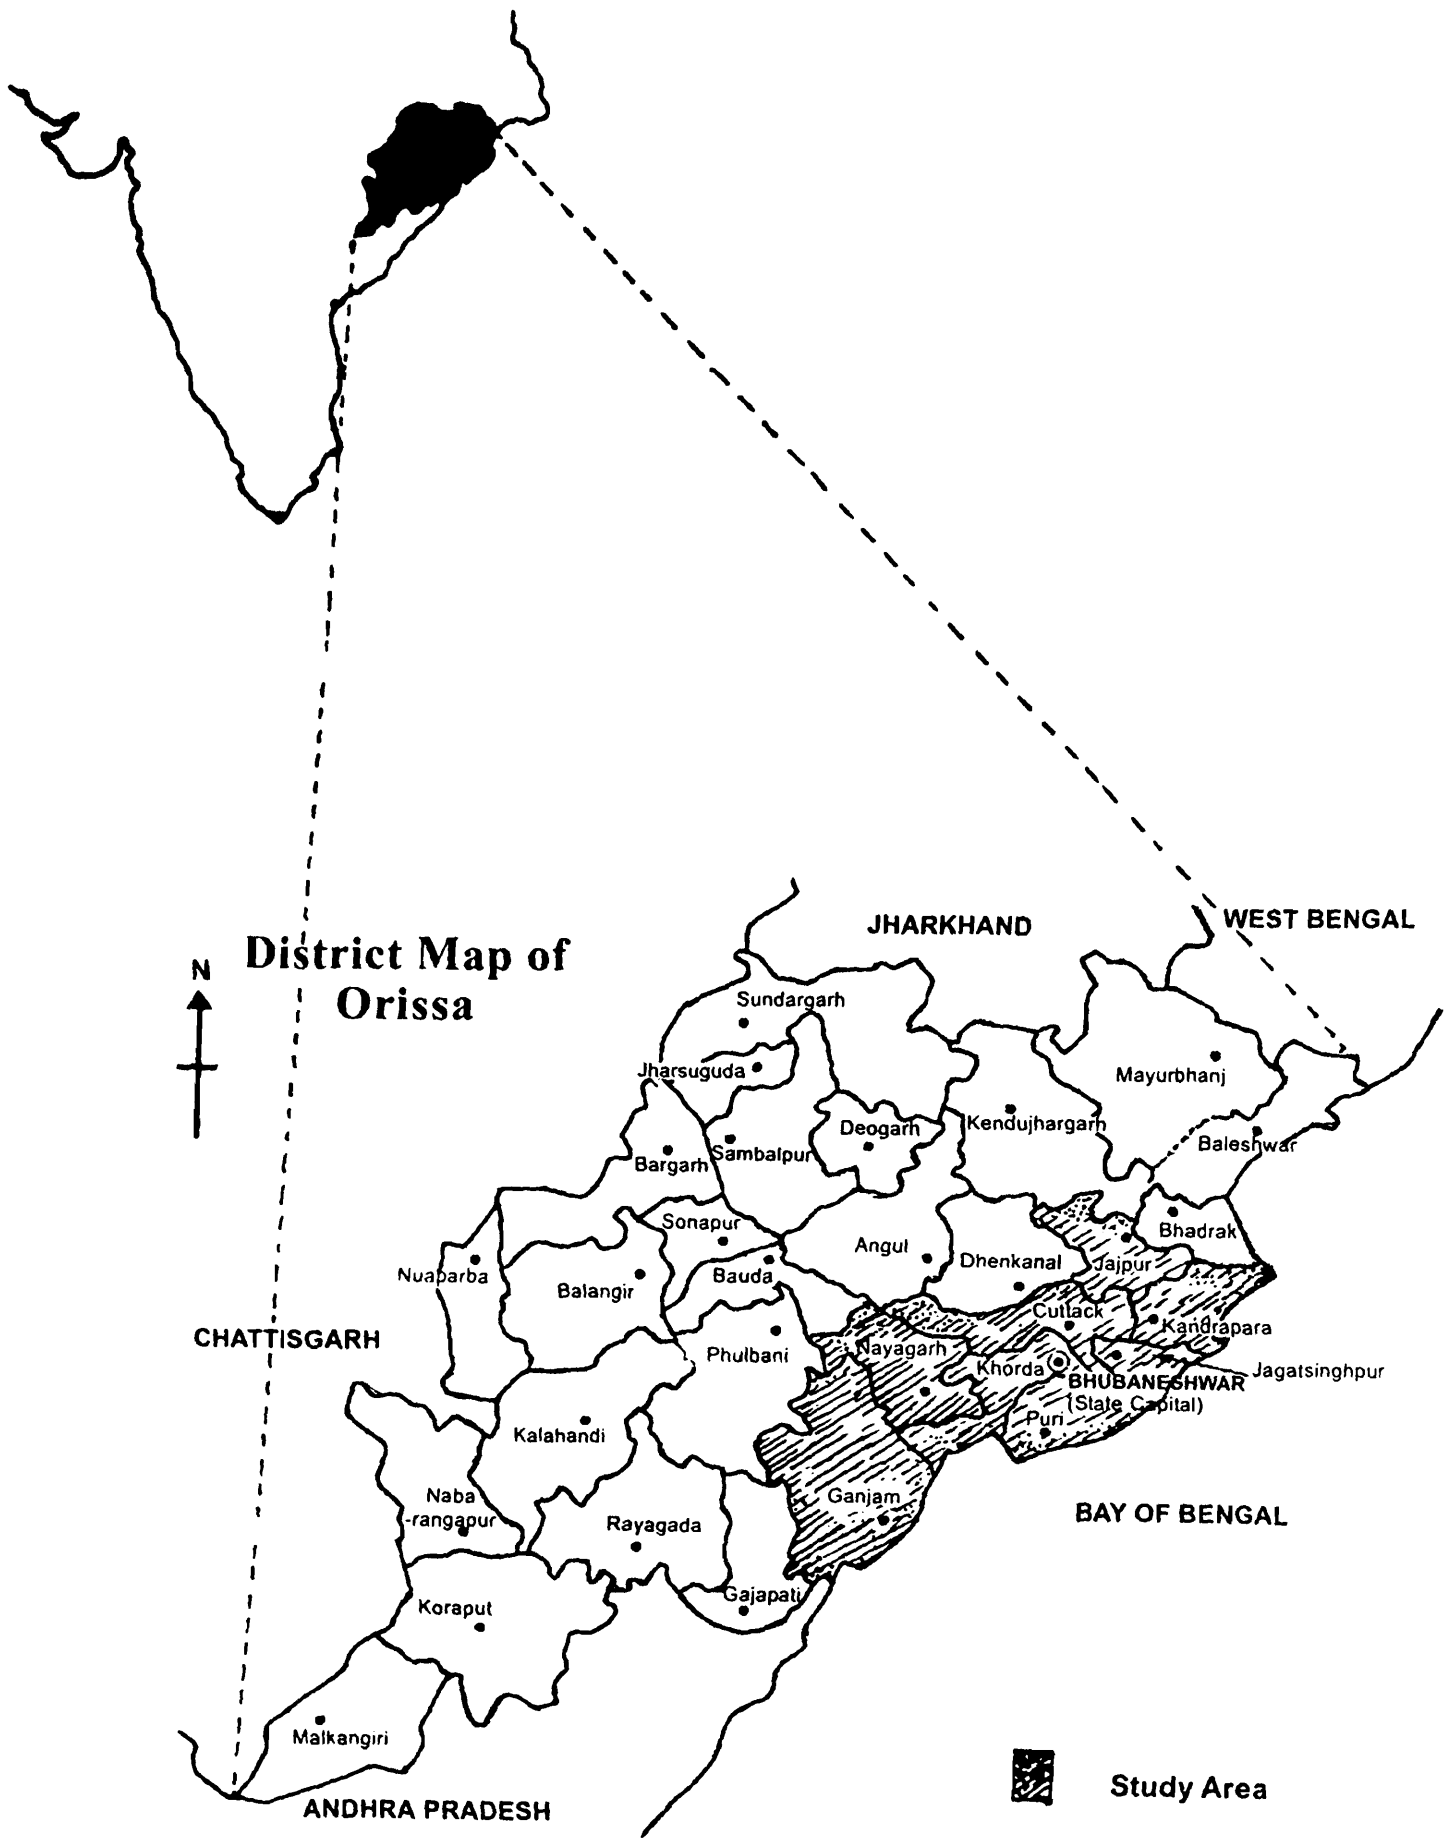 JHARKHAND
WEST BENGAL
District Map of
Orissa
N
Sundargarh
Jharsuguda
Mayurbhanj
Kendujhargarh
Deogarh
Baleshwar
Bargarh
Sambalpur
Sonapur
Bhadrak
Angul
Dhenkanal
Jajpur
Nuaparba
Balangir
Bauda
Cuttack
Kandrapara
CHATTISGARH
Phulbani
Nayagarh
Khorda
Jagatsinghpur
BHUBANESHWAR
(State Capital)
Puri
Kalahandi
Naba
-rangapur
Ganjam
BAY OF BENGAL
Rayagada
Gajapati
Koraput
Malkangiri
Study Area
ANDHRA PRADESH